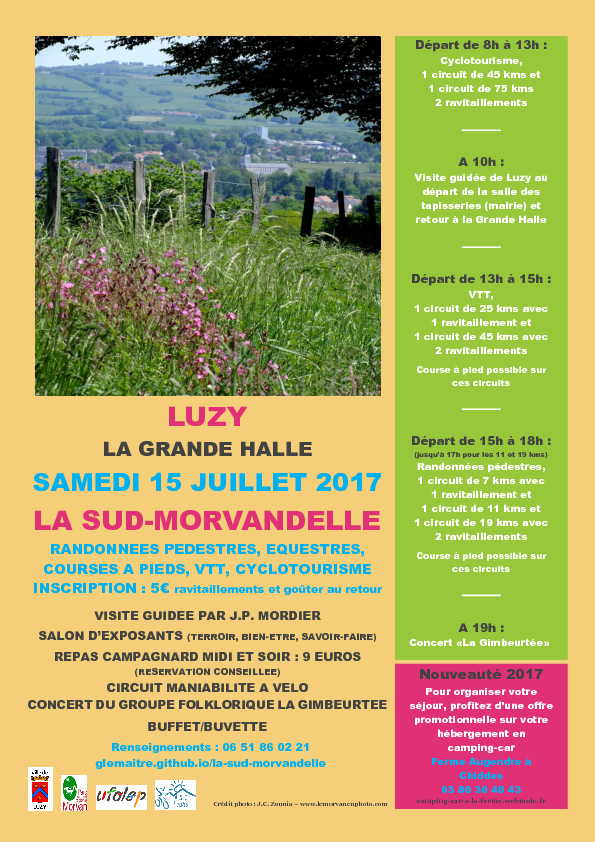 LUZY
LA GRANDE HALLE
SAMEDI 15 JUILLET 2017
LA SUD-MORVANDELLE
RANDONNEES PEDESTRES, EQUESTRES,
COURSES A PIEDS, VTT, CYCLOTOURISME
INSCRIPTION : 5€ ravitaillements et goûter au retour
VISITE GUIDEE PAR J.P. MORDIER
SALON D'EXPOSANTS (TERROIR, BIEN-ETRE, SAVOIR-FAIRE)
REPAS CAMPAGNARD MIDI ET SOIR : 9 EUROS
(RESERVATION CONSEILLEE)
CIRCUIT MANIABILITE A VELO
CONCERT DU GROUPE FOLKLORIQUE LA GIMBEURTEE
BUFFET/BUVETTE
Renseignements : 06 51 86 02 21
glemaitre.github.io/la-sud-morvandelle
Ville de
LUZY
Morvan
ufolep
Crédit photo : J.C. Zonnia – www.lemorvanenphoto.com
Départ de 8h à 13h :
Cyclotourisme,
1 circuit de 45 kms et
1 circuit de 75 kms
2 ravitaillements
A 10h :
Visite guidée de Luzy au
départ de la salle des
tapisseries (mairie) et
retour à la Grande Halle
Départ de 13h à 15h :
VTT,
1 circuit de 25 kms avec
1 ravitaillement et
1 circuit de 45 kms avec
2 ravitaillements
Course à pied possible sur
ces circuits
Départ de 15h à 18h :
(jusqu'à 17h pour les 11 et 19 kms)
Randonnées pédestres,
1 circuit de 7 kms avec
1 ravitaillement et
1 circuit de 11 kms et
1 circuit de 19 kms avec
2 ravitaillements
Course à pied possible sur
ces circuits
A 19h :
Concert «La Gimbeurtée»
Nouveauté 2017
Pour organiser votre
séjour, profitez d'une offre
promotionnelle sur votre
hébergement en
camping-car
Ferme Augendre à
Chiddes
03 86 30 48 43
camping-car-a-la-ferme.webnode.fr